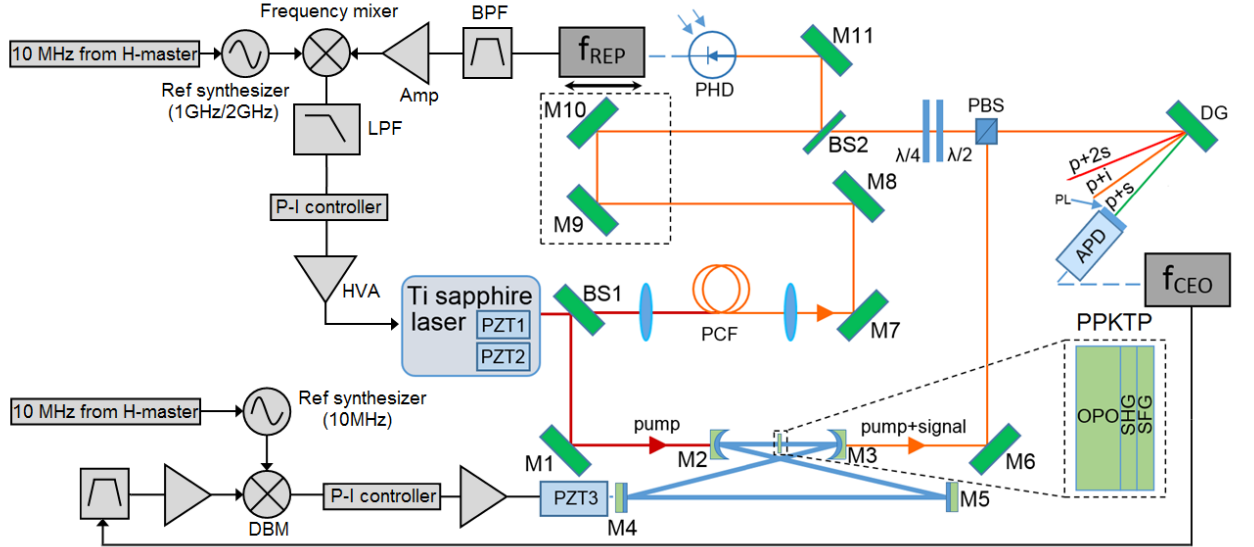 Frequency mixer
BPF
M11
10 MHz from H-master
fREP
Ref synthesizer
(1GHz/2GHz)
Amp
PHD
PBS
DG
M10
LPF
BS2
λ/4
λ/2
p+2s
p+i
p+s
PL
M8
P-I controller
M9
APD
HVA
fCEO
Ti sapphire
laser
PZT1
PZT2
BS1
PCF
M7
PPKTP
Ref synthesizer
(10MHz)
10 MHz from H-master
OPO
SHG
SFG
pump
pump+signal
M1
M2
M3
M6
P-I controller
PZT3
M4
M5
DBM